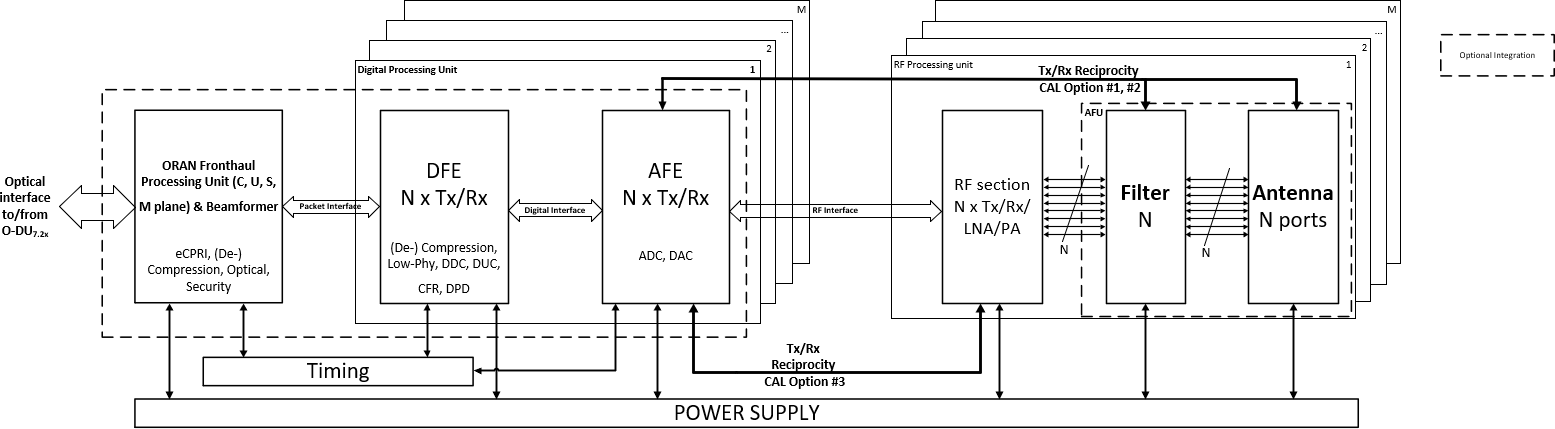 M
...
2
Digital Processing Unit
1
M
...
2
RF Processing unit
1
Optional Integration
Tx/Rx Reciprocity
CAL Option #1, #2
AFU
Optical
interface
to/from
O-DU7.2x
ORAN Fronthaul
Processing Unit (C, U, S,
M plane) & Beamformer
eCPRI, (De-)
Compression, Optical,
Security
Packet Interface
DFE
N x Tx/Rx
(De-) Compression,
Low-Phy, DDC, DUC,
CFR, DPD
Digital Interface
AFE
N x Tx/Rx
ADC, DAC
RF Interface
RF section
N x Tx/Rx/
LNA/PA
N
Filter
N
N
Antenna
N ports
Timing
Tx/Rx
Reciprocity
CAL Option #3
POWER SUPPLY